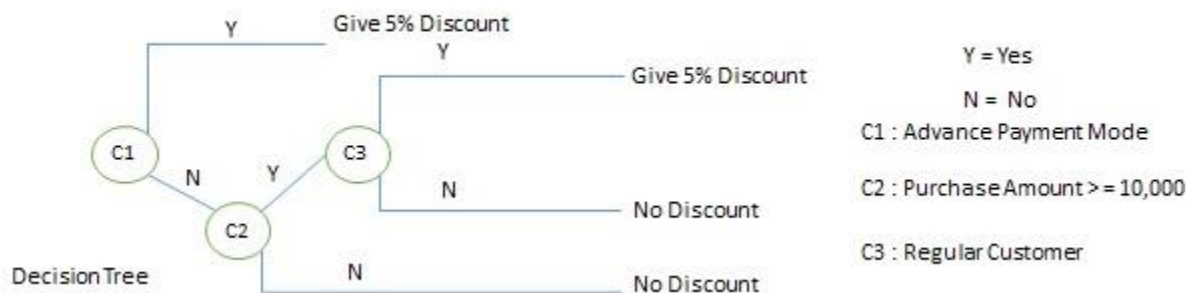 Y
Give 5% Discount
Y
Give 5% Discount
Y = Yes
N = No
C1
C3
C1 : Advance Payment Mode
N
Y
N
C2 : Purchase Amount > = 10,000
No Discount
C2
C3 : Regular Customer
Decision Tree
N
No Discount